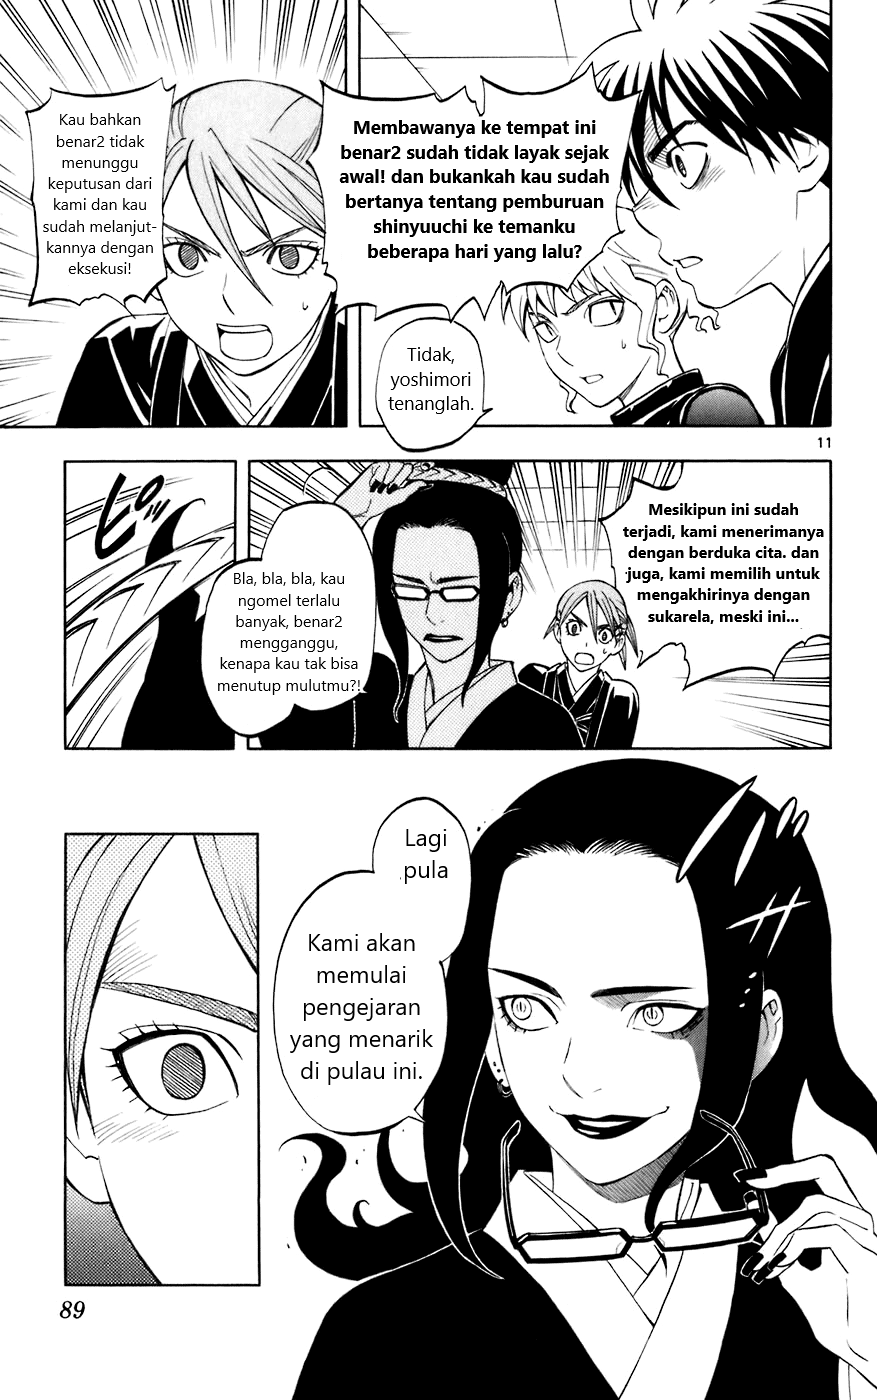 Membawanya ke tempat ini
benar2 sudah tidak layak sejak
awal! dan bukankah kau sudah
bertanya tentang pemburuan
shinyuuchi ke temanku
beberapa hari yang lalu?
Kau bahkan
benar2 tidak
menunggu
keputusan dari
kami dan kau
sudah melanjut-
kannya dengan
eksekusi!
Tidak,
yoshimori
tenanglah.
11
Mesikipun ini sudah
terjadi, kami menerimanya
dengan berduka cita. dan
juga, kami memilih untuk
mengakhirinya dengan
sukarela, meski ini...
Bla, bla, bla, kau
ngomel terlalu
banyak, benar2
mengganggu,
kenapa kau tak bisa
menutup mulutmu?!
ピッ
Lagi
pula
Kami akan
memulai
pengejaran
yang menarik
di pulau ini.
89